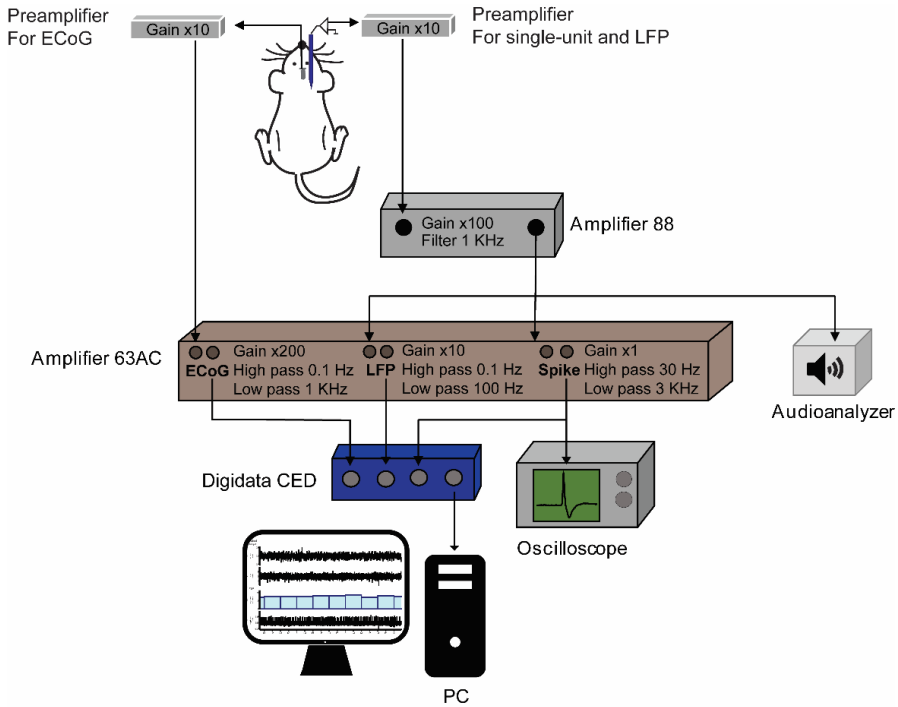 Preamplifier
For ECoG
Gain x10
Gain x10
Preamplifier
For single-unit and LFP
Gain x100
Filter 1 KHz
Amplifier 88
Amplifier 63AC
ECoG
Gain x200
High pass 0.1 Hz
Low pass 1 KHz
LFP
Gain x10
High pass 0.1 Hz
Low pass 100 Hz
Spike
Gain x1
High pass 30 Hz
Low pass 3 KHz
Audioanalyzer
Digidata CED
Oscilloscope
PC